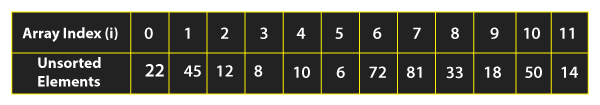 Array Index (i) 0 1 2 3 4 5 6 7 8 9 10 11
Unsorted
Elements 22 45 12 8 10 6 72 81 33 18 50 14